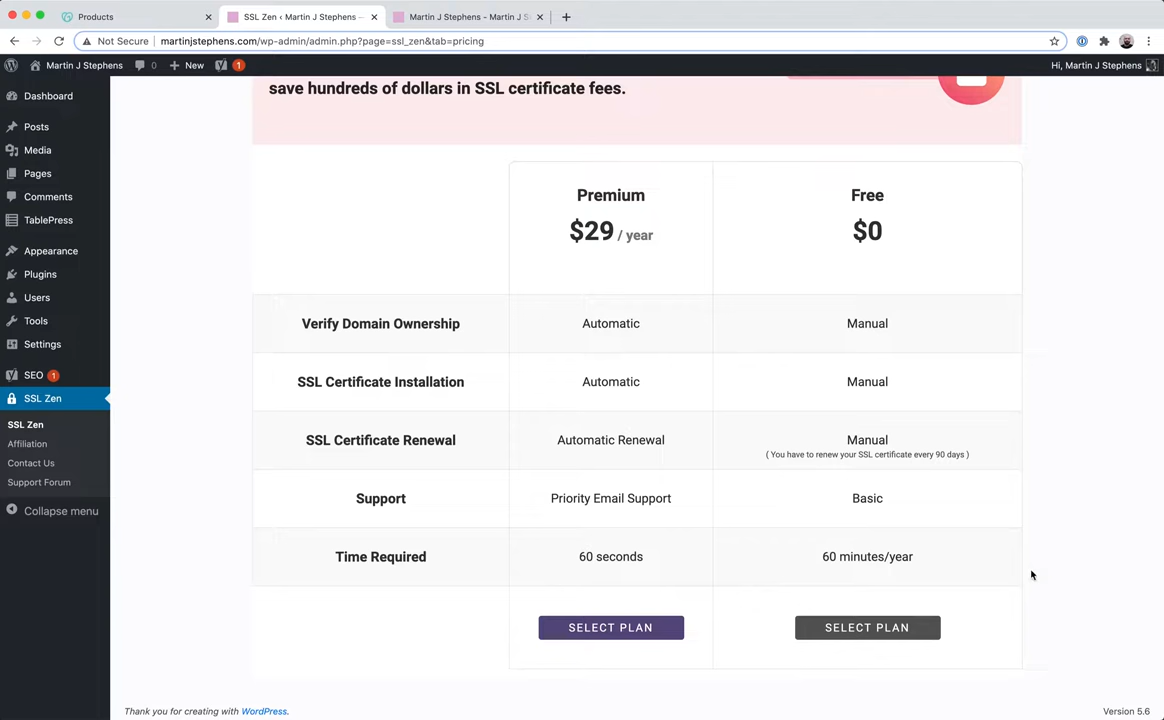 Products
SSL Zen ‹ Martin J Stephens —
Martin J Stephens - Martin J S
Not Secure martinjstephens.com/wp-admin/admin.php?page=ssl_zen&tab=pricing
Martin J Stephens 0 New 1 Hi, Martin J Stephens
Dashboard
Posts
Media
Pages
Comments
TablePress
Appearance
Plugins
Users
Tools
Settings
SEO 1
SSL Zen
SSL Zen
Affiliation
Contact Us
Support Forum
Collapse menu
save hundreds of dollars in SSL certificate fees.
Premium Free
$29 / year $0
Verify Domain Ownership Automatic Manual
SSL Certificate Installation Automatic Manual
SSL Certificate Renewal Automatic Renewal Manual
( You have to renew your SSL certificate every 90 days )
Support Priority Email Support Basic
Time Required 60 seconds 60 minutes/year
SELECT PLAN SELECT PLAN
Thank you for creating with WordPress. Version 5.6